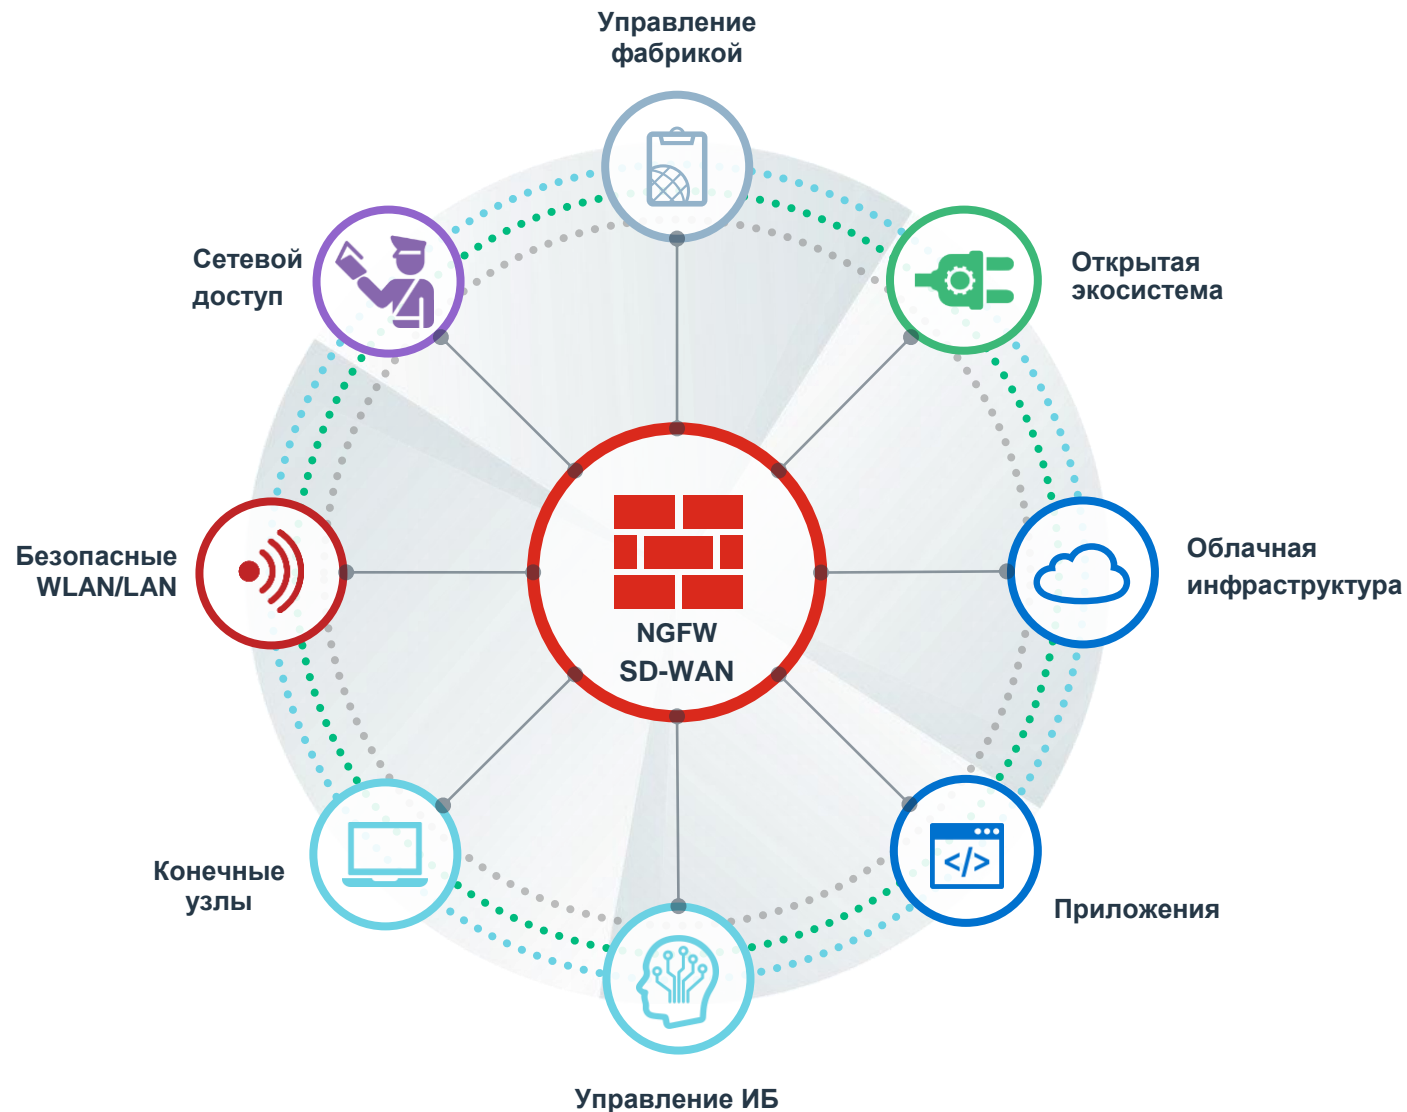 Управление
фабрикой
Сетевой
доступ
Открытая
экосистема
Безопасные
WLAN/LAN
NGFW
SD-WAN
Облачная
инфраструктура
Конечные
узлы
</>
Приложения
Управление ИБ